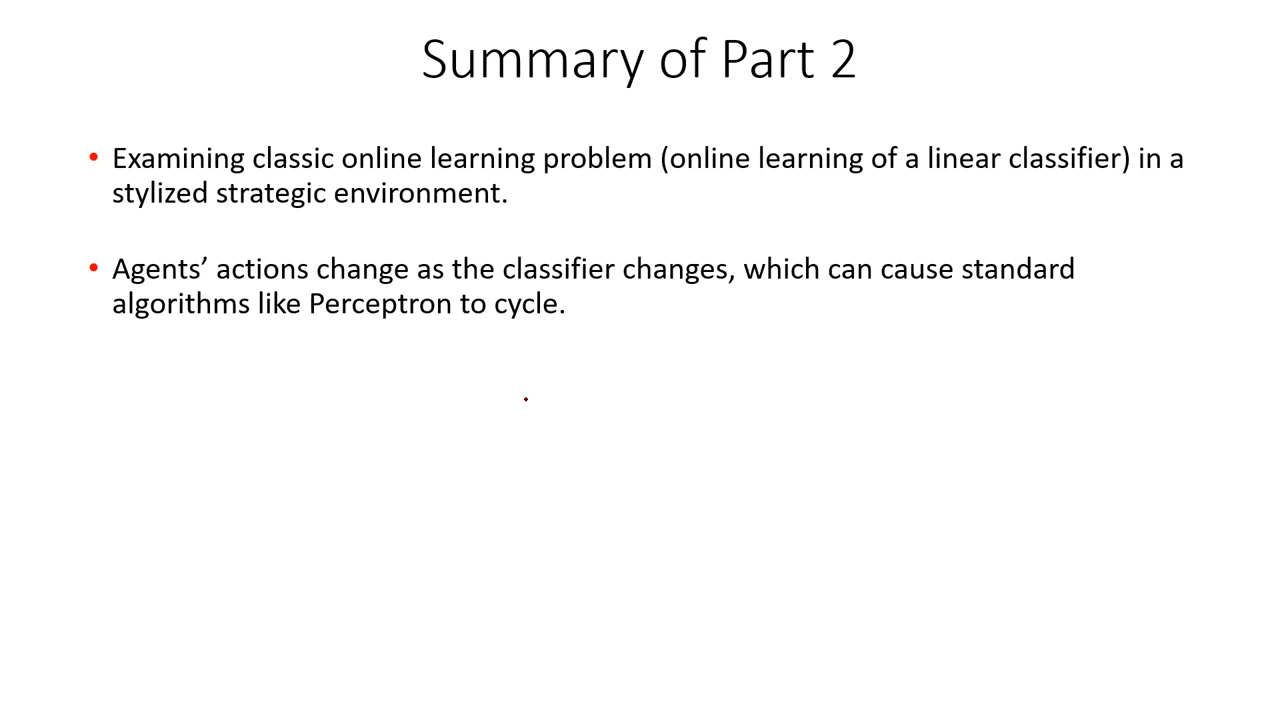 Summary of Part 2
• Examining classic online learning problem (online learning of a linear classifier) in a
stylized strategic environment.
• Agents’ actions change as the classifier changes, which can cause standard
algorithms like Perceptron to cycle.